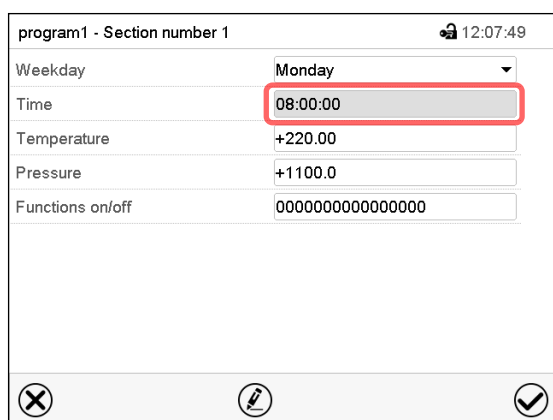 program1 - Section number 1 12:07:49
Weekday Monday
Time 08:00:00
Temperature +220.00
Pressure +1100.0
Functions on/off 0000000000000000